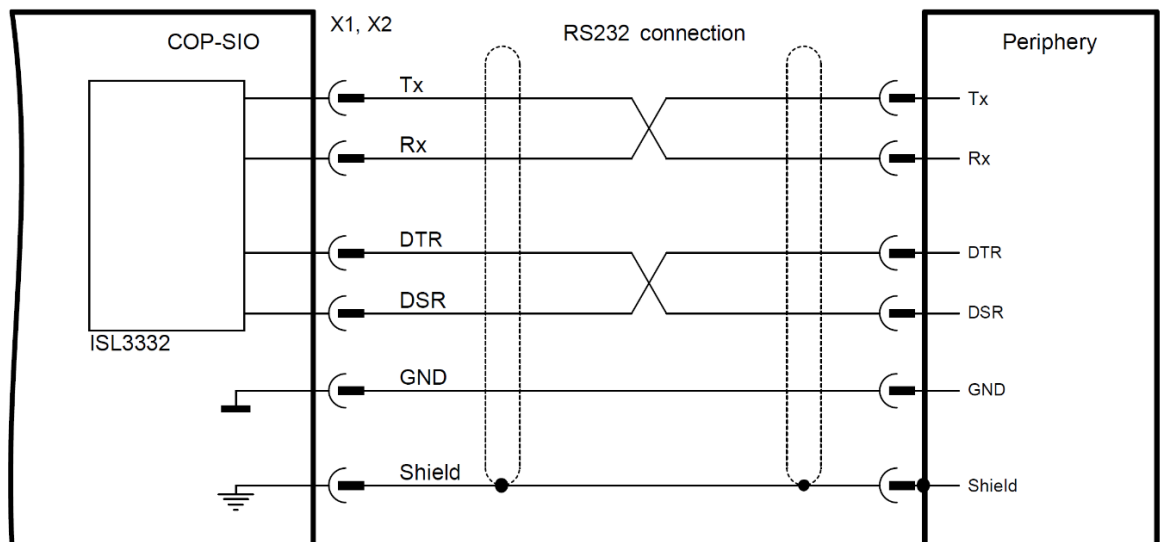 COP-SIO
X1, X2
RS232 connection
Periphery
Tx
Tx
Rx
Rx
DTR
DTR
DSR
DSR
ISL3332
GND
GND
Shield
Shield